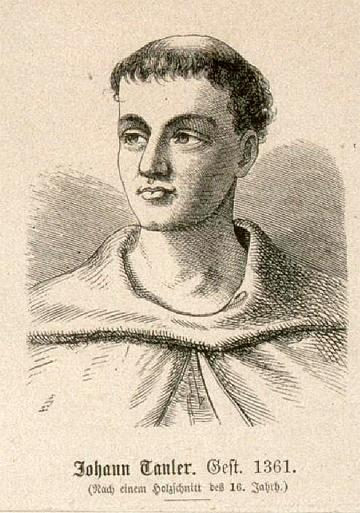 Johann Tauler. Gest. 1361.
(Nach einem Holzschnitt des 16. Jahrh.)